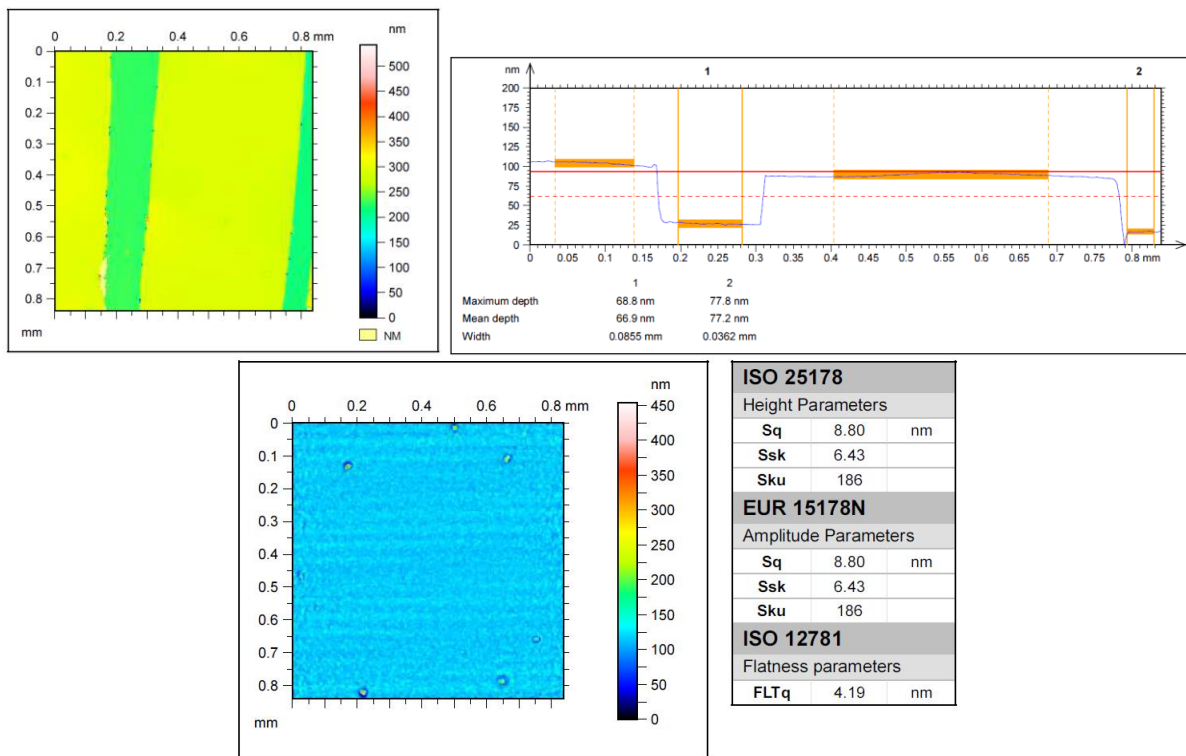 nm
0 0.2 0.4 0.6 0.8 mm
0
0.1
0.2
0.3
0.4
0.5
0.6
0.7
0.8
mm
500
450
400
350
300
250
200
150
100
50
0
NM
nm
1 2
200
175
150
125
100
75
50
25
0
0 0.05 0.1 0.15 0.2 0.25 0.3 0.35 0.4 0.45 0.5 0.55 0.6 0.65 0.7 0.75 0.8 mm
1 2
Maximum depth 68.8 nm 77.8 nm
Mean depth 66.9 nm 77.2 nm
Width 0.0855 mm 0.0362 mm
nm
0 0.2 0.4 0.6 0.8 mm
0
0.1
0.2
0.3
0.4
0.5
0.6
0.7
0.8
mm
450
400
350
300
250
200
150
100
50
0
ISO 25178
Height Parameters
Sq 8.80 nm
Ssk 6.43
Sku 186
EUR 15178N
Amplitude Parameters
Sq 8.80 nm
Ssk 6.43
Sku 186
ISO 12781
Flatness parameters
FLTq 4.19 nm